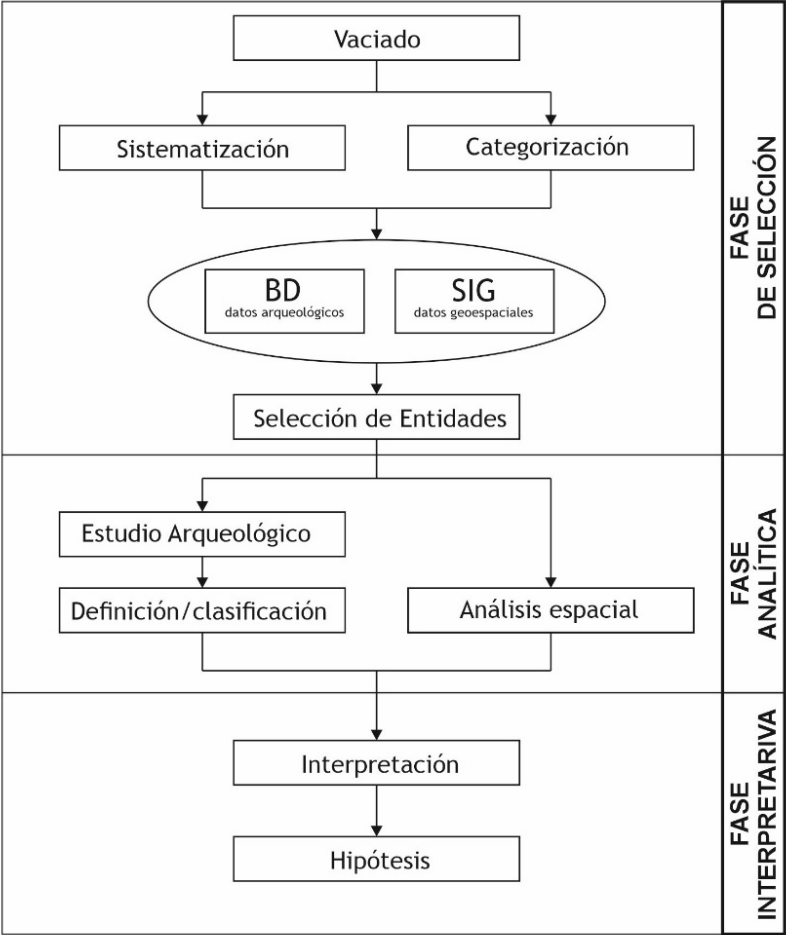 Vaciado
Sistematización
Categorización
BD
datos arqueológicos
SIG
datos geoespaciales
Selección de Entidades
FASE
DE SELECCIÓN
Estudio Arqueológico
Definición/clasificación
Análisis espacial
FASE
ANALÍTICA
Interpretación
Hipótesis
FASE
INTERPRETARIVA